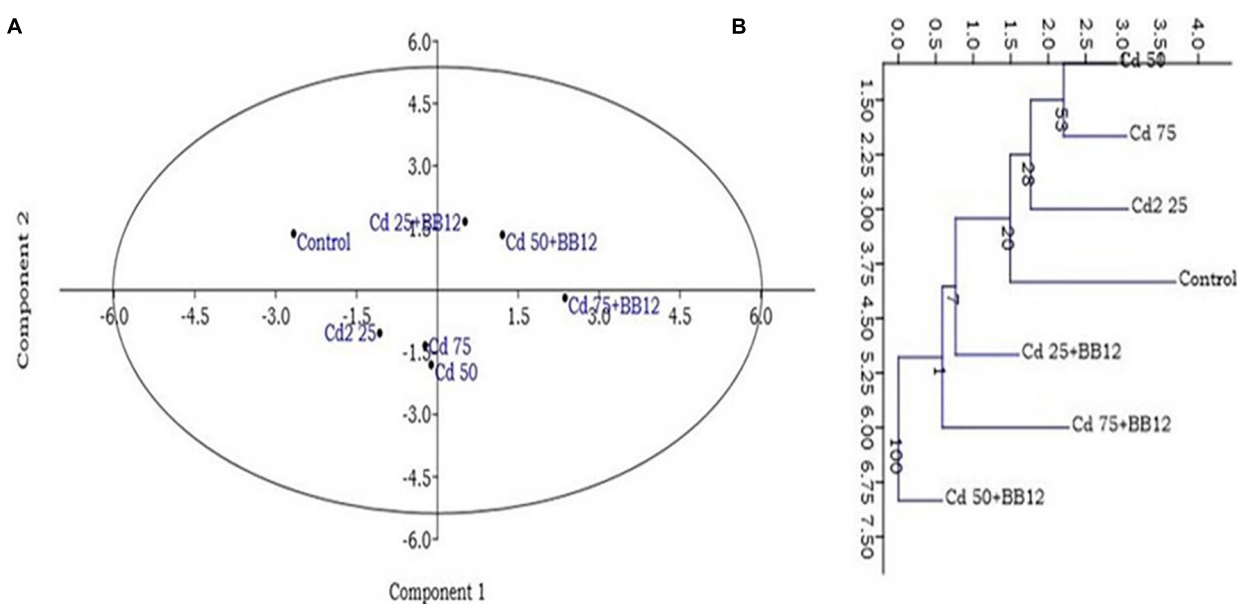 A
6.0
4.5
3.0
1.5
-1.5
-3.0
-4.5
-6.0
Component 2
-6.0 -4.5 -3.0 -1.5 1.5 3.0 4.5 6.0
Component 1
Control
Cd 25+BB12
Cd 50+BB12
Cd 75+BB12
Cd2 25
Cd 75
Cd 50
B
0.0 0.5 1.0 1.5 2.0 2.5 3.0 3.5 4.0
1.50 2.25 3.00 3.75 4.50 5.25 6.00 6.75 7.50
Cd 50
Cd 75
Cd2 25
Control
Cd 25+BB12
Cd 75+BB12
Cd 50+BB12
53
28
20
7
1
100